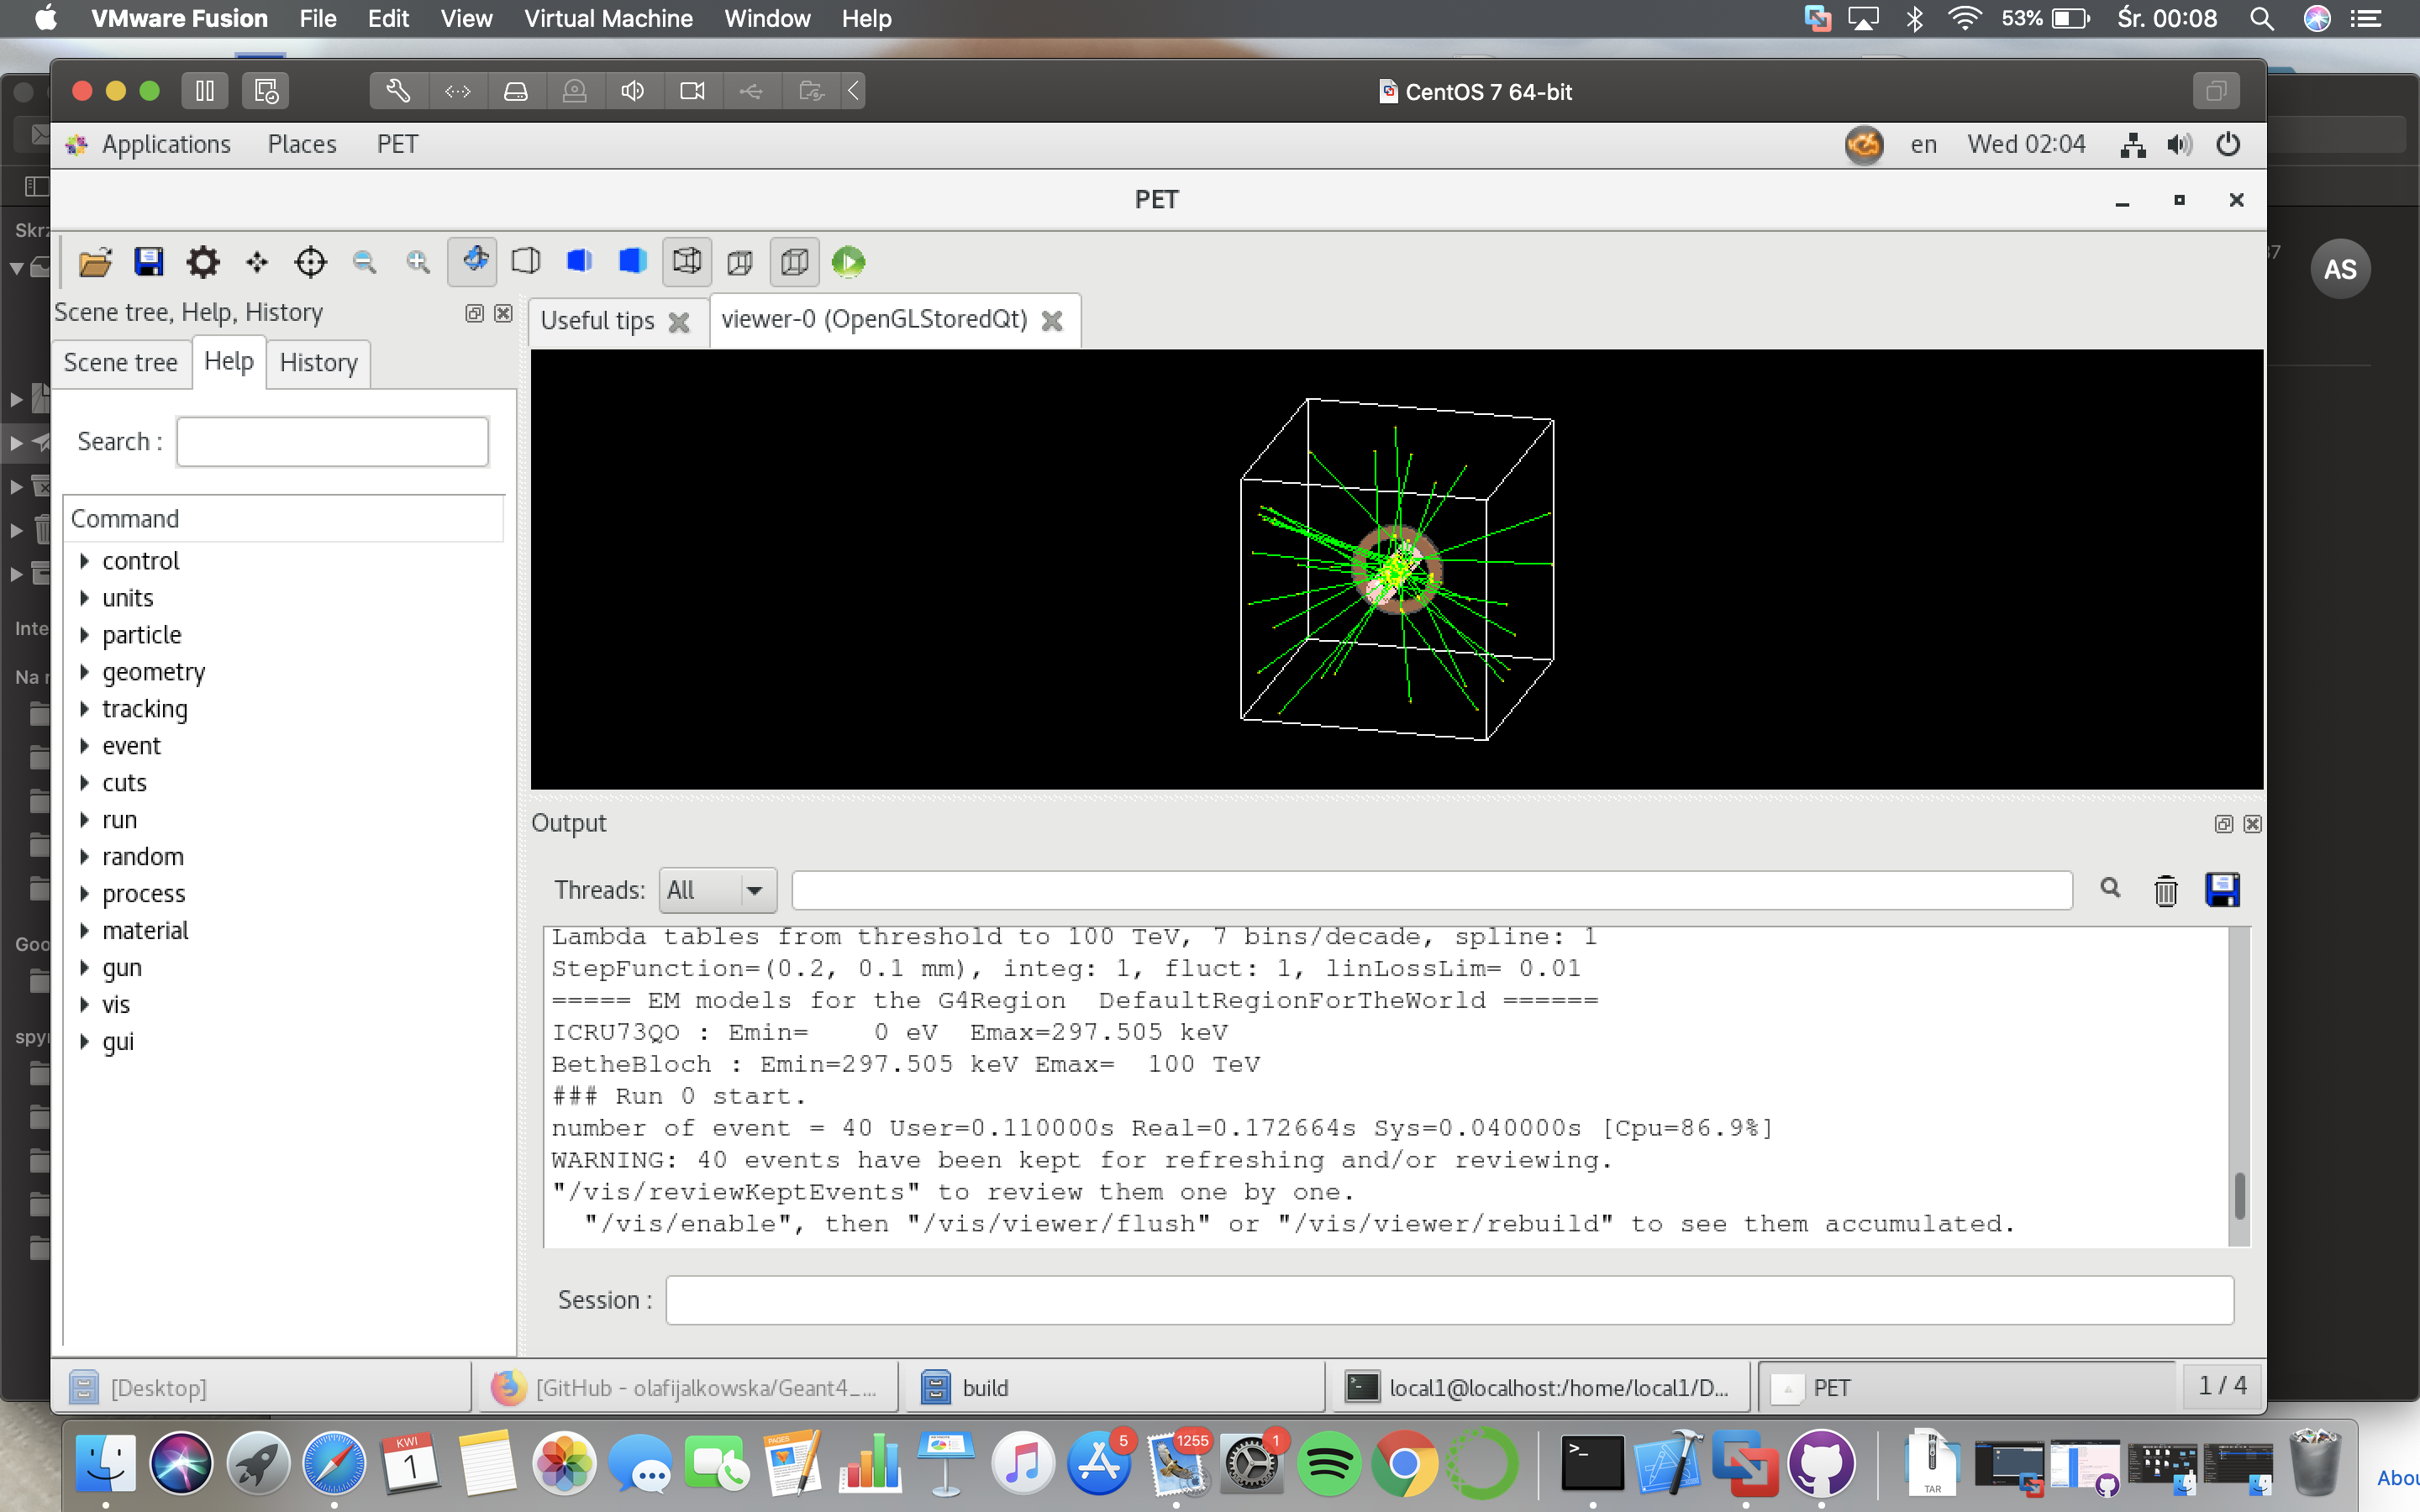 VMware Fusion File Edit View Virtual Machine Window Help 53% Śr. 00:08
CentOS 7 64-bit
Applications Places PET en Wed 02:04
PET
Scene tree, Help, History
Useful tips viewer-0 (OpenGLStoredQt)
Scene tree Help History
Search :
Command
control
units
particle
geometry
tracking
event
cuts
run
random
process
material
gun
vis
gui
Output
Threads: All
Lambda tables from threshold to 100 TeV, 7 bins/decade, spline: 1
StepFunction=(0.2, 0.1 mm), integ: 1, fluct: 1, linLossLim= 0.01
===== EM models for the G4Region  DefaultRegionForTheWorld ======
ICRU73QO : Emin=    0 eV  Emax=297.505 keV
BetheBloch : Emin=297.505 keV Emax=  100 TeV
### Run 0 start.
number of event = 40 User=0.110000s Real=0.172664s Sys=0.040000s [Cpu=86.9%]
WARNING: 40 events have been kept for refreshing and/or reviewing.
"/vis/reviewKeptEvents" to review them one by one.
"/vis/enable", then "/vis/viewer/flush" or "/vis/viewer/rebuild" to see them accumulated.
Session :
[Desktop] [GitHub - olafijalkowska/Geant4_... build local1@localhost:/home/local1/D... PET 1 / 4
Skrz
Inte
Na r
Goo
spyr
37
AS
KWI
1
PAGES
KEYNOTE
5
1255
1
TAR
Abou